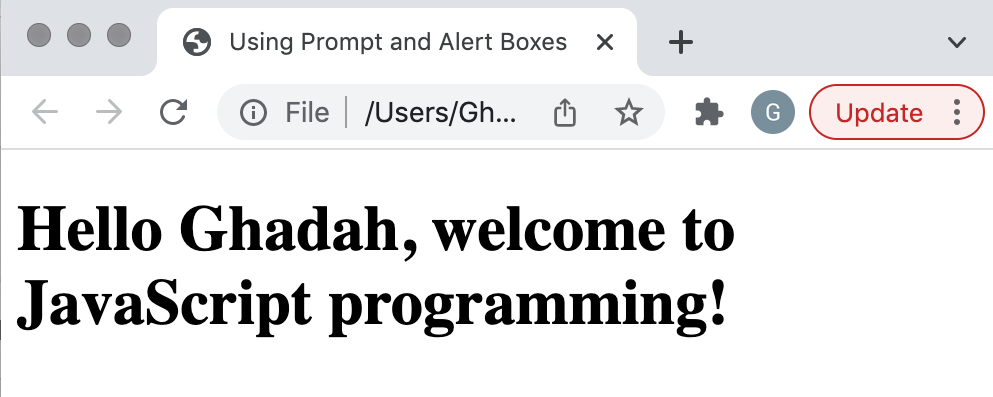 Using Prompt and Alert Boxes
File
/Users/Gh...
G
Update
Hello Ghadah, welcome to
JavaScript programming!